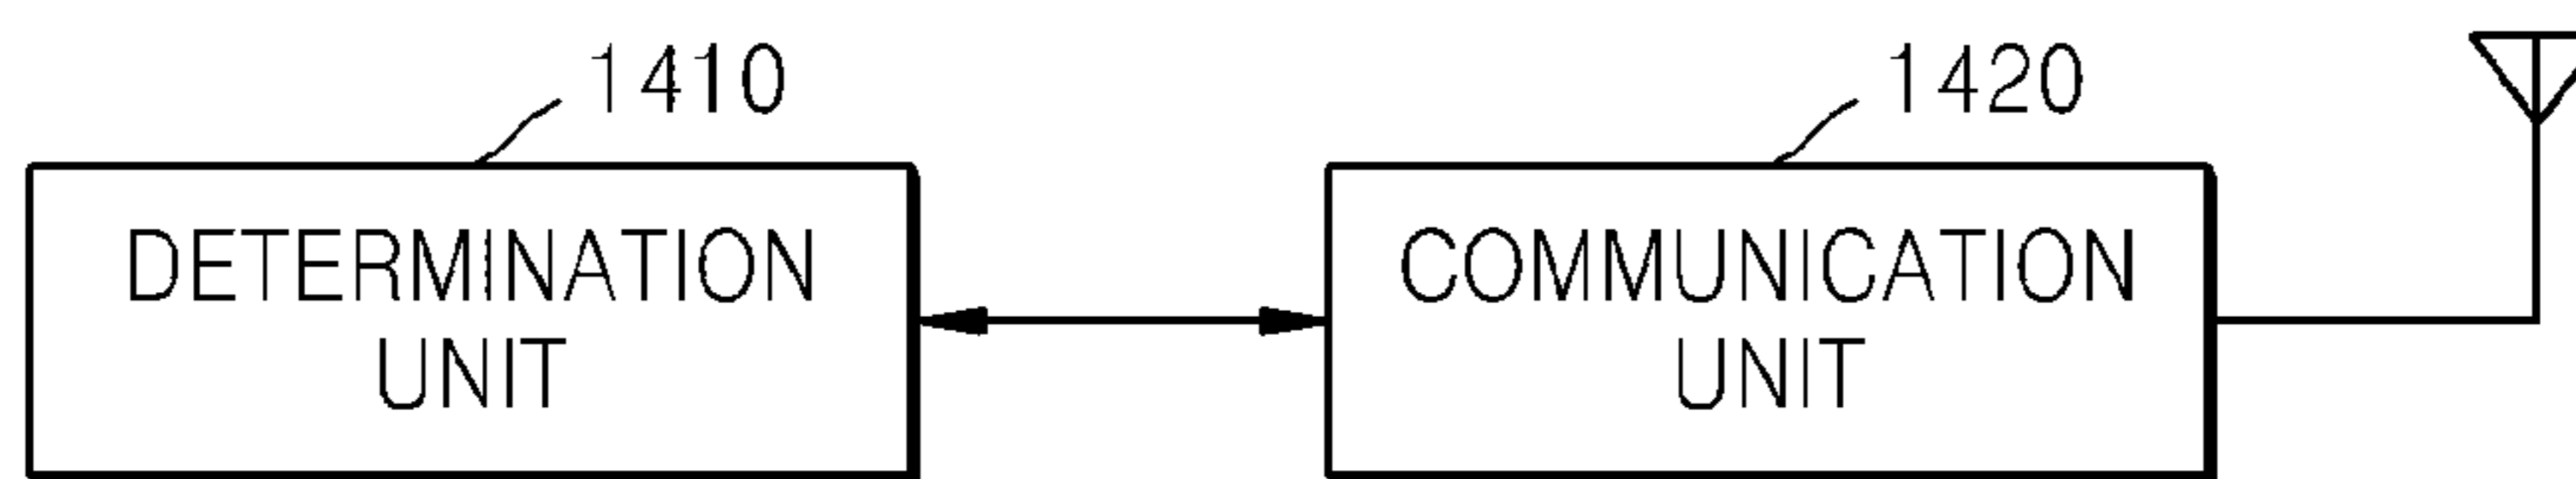 1410
1420
DETERMINATION
UNIT
COMMUNICATION
UNIT